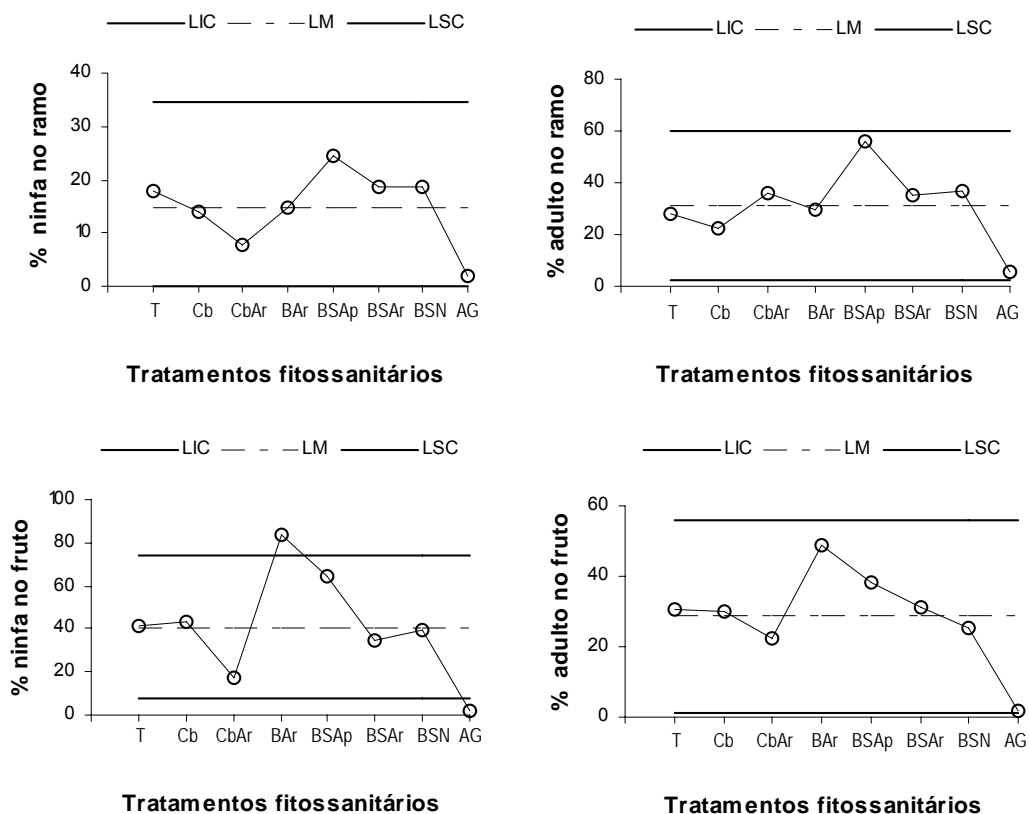 LIC LM LSC
% ninfa no ramo
40
30
20
10
0
T Cb CbAr BAr BSAp BSAr BSN AG
Tratamentos fitossanitários
LIC LM LSC
% adulto no ramo
80
60
40
20
0
T Cb CbAr BAr BSAp BSAr BSN AG
Tratamentos fitossanitários
LIC LM LSC
% ninfa no fruto
100
80
60
40
20
0
T Cb CbAr BAr BSAp BSAr BSN AG
Tratamentos fitossanitários
LIC LM LSC
% adulto no fruto
60
40
20
0
T Cb CbAr BAr BSAp BSAr BSN AG
Tratamentos fitossanitários